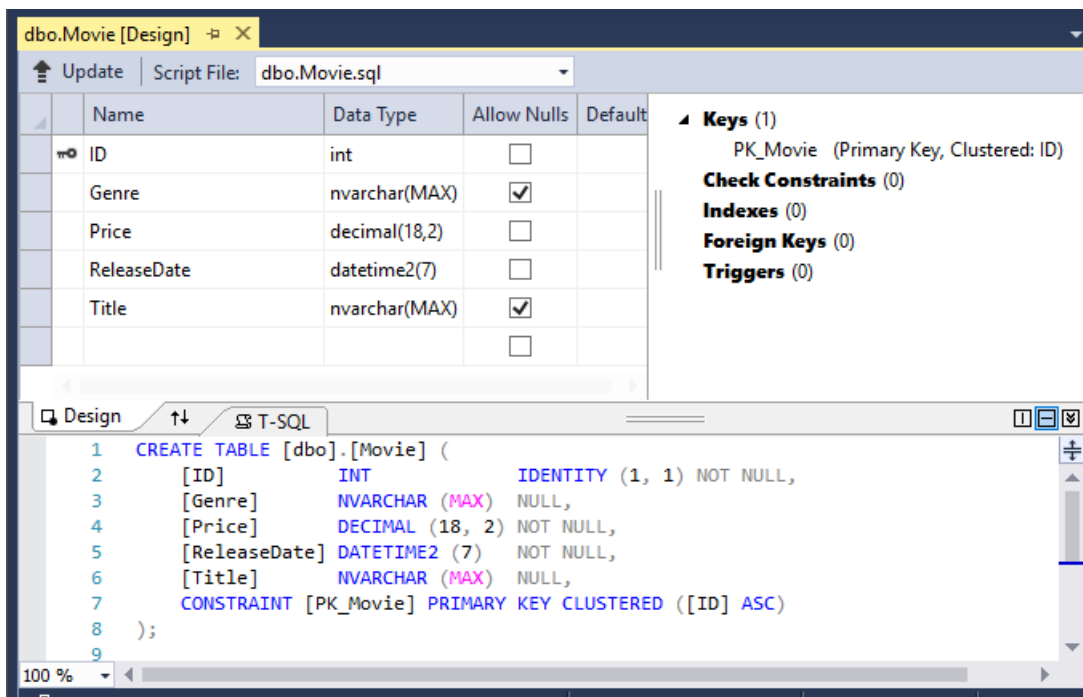 dbo.Movie [Design]
Update Script File: dbo.Movie.sql
Name Data Type Allow Nulls Default
ID int
Genre nvarchar(MAX)
Price decimal(18,2)
ReleaseDate datetime2(7)
Title nvarchar(MAX)
Keys (1)
PK_Movie (Primary Key, Clustered: ID)
Check Constraints (0)
Indexes (0)
Foreign Keys (0)
Triggers (0)
Design T-SQL
1 CREATE TABLE [dbo].[Movie] (
2 [ID] INT IDENTITY (1, 1) NOT NULL,
3 [Genre] NVARCHAR (MAX) NULL,
4 [Price] DECIMAL (18, 2) NOT NULL,
5 [ReleaseDate] DATETIME2 (7) NOT NULL,
6 [Title] NVARCHAR (MAX) NULL,
7 CONSTRAINT [PK_Movie] PRIMARY KEY CLUSTERED ([ID] ASC)
8 );
9
100 %